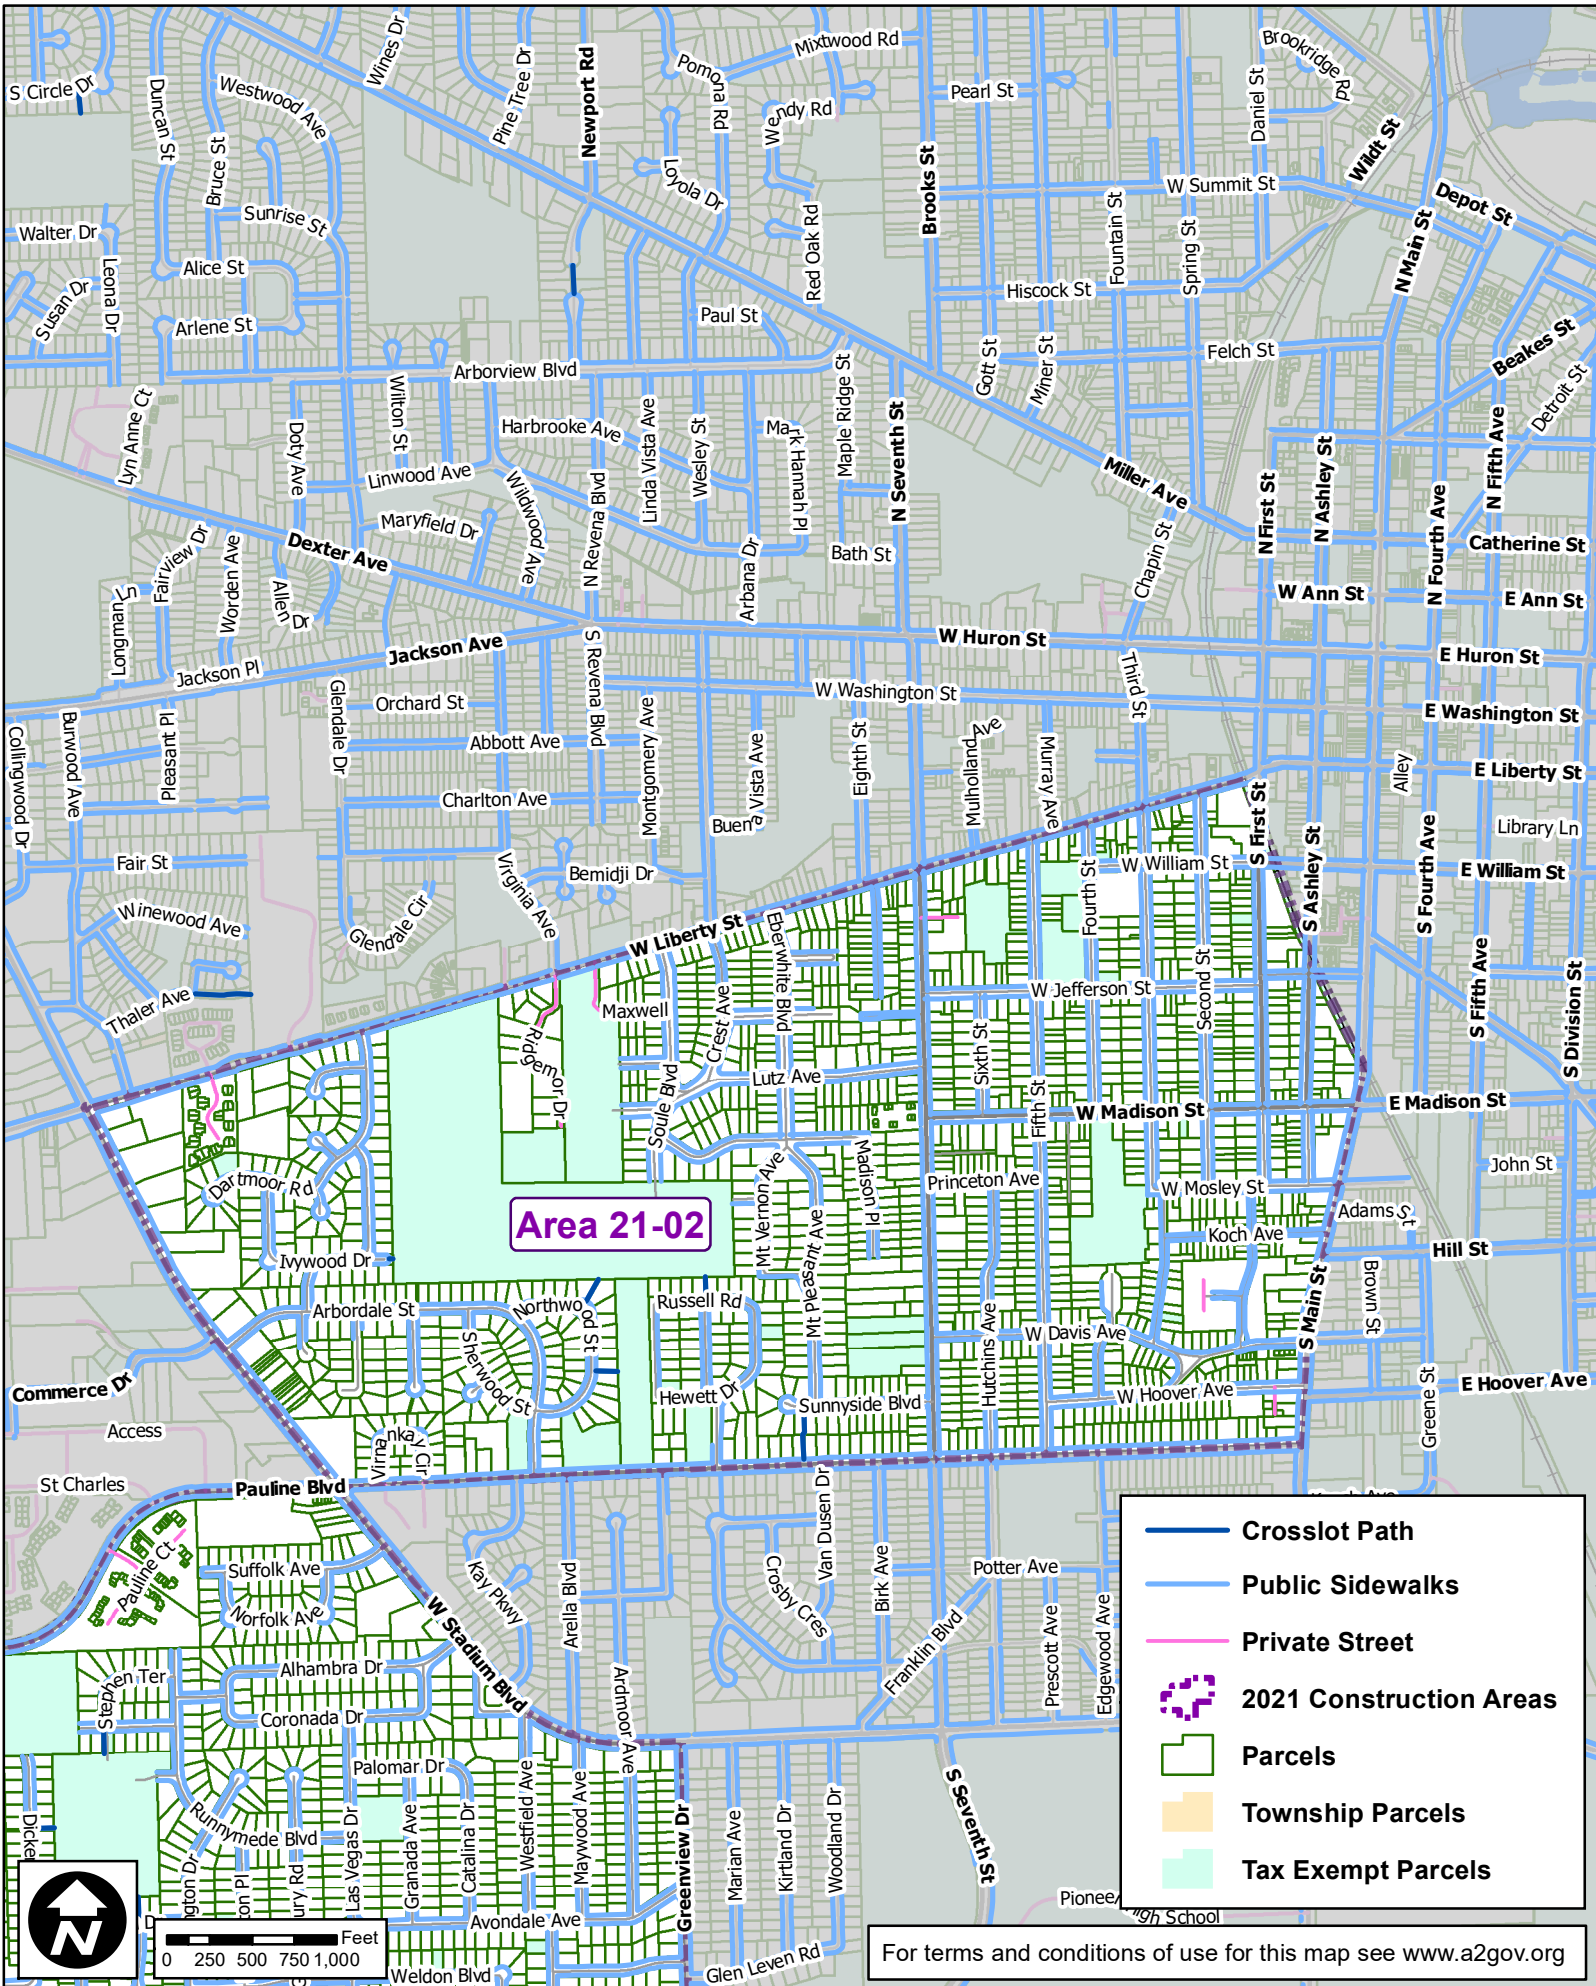 S Circle Dr
Duncan St
Westwood Ave
Wines Dr
Pine Tree Dr
Newport Rd
Pomona Rd
Mixtwood Rd
Wendy Rd
Pearl St
Daniel St
Brookridge Rd
Wildt St
Bruce St
Sunrise St
Loyola Dr
Brooks St
W Summit St
Depot St
Walter Dr
Leona Dr
Susan Dr
Alice St
Arlene St
Red Oak Rd
Paul St
Fountain St
Spring St
N Main St
Hiscock St
Gott St
Miner St
Felch St
Beakes St
Detroit St
Arborview Blvd
Lyn Anne Ct
Doty Ave
Wilton St
Harbrooke Ave
Linda Vista Ave
Wesley St
Mark Hannah Pl
Maple Ridge St
N Seventh St
Linwood Ave
Wildwood Ave
N Revena Blvd
Miller Ave
N First St
N Ashley St
N Fourth Ave
N Fifth Ave
Catherine St
Maryfield Dr
Dexter Ave
Fairview Dr
Worden Ave
Allen Dr
Longman Ln
Arbana Dr
Bath St
Chapin St
W Ann St
E Ann St
Jackson Pl
Jackson Ave
S Revena Blvd
W Huron St
E Huron St
Third St
W Washington St
E Washington St
Collingwood Dr
Burwood Ave
Pleasant Pl
Glendale Dr
Orchard St
Abbott Ave
Charlton Ave
Montgomery Ave
Buena Vista Ave
Eighth St
Mulholland Ave
Murray Ave
Alley
E Liberty St
Library Ln
Fair St
Winewood Ave
Thaler Ave
Glendale Cir
Virginia Ave
Bemidji Dr
W Liberty St
Eberwhite Blvd
W William St
S First St
S Ashley St
S Fourth Ave
E William St
S Fifth Ave
S Division St
Fourth St
Second St
W Jefferson St
Maxwell
Ridgemor Dr
Crest Ave
Soule Blvd
Lutz Ave
Sixth St
Fifth St
W Madison St
E Madison St
John St
Dartmoor Rd
Ivywood Dr
Area 21-02
Mt Vernon Ave
Mt Pleasant Ave
Madison Pl
Princeton Ave
W Mosley St
Koch Ave
Adams St
Hill St
Brown St
S Main St
Arbordale St
Northwood St
Sherwood St
Russell Rd
Hewett Dr
Sunnyside Blvd
Hutchins Ave
W Davis Ave
W Hoover Ave
E Hoover Ave
Greene St
Commerce Dr
Access
St Charles
Virnankay Cir
Pauline Blvd
Pauline Ct
Suffolk Ave
Norfolk Ave
Kay Pkwy
Arella Blvd
Van Dusen Dr
Crosby Cres
Birk Ave
Potter Ave
Franklin Blvd
Prescott Ave
Edgewood Ave
W Stadium Blvd
Ardmoor Ave
Stephen Ter
Alhambra Dr
Coronada Dr
Palomar Dr
Runnymede Blvd
Las Vegas Dr
Granada Ave
Catalina Dr
Westfield Ave
Maywood Ave
Greenview Dr
Marian Ave
Kirtland Dr
Woodland Dr
S Seventh St
Avondale Ave
Weldon Blvd
Glen Leven Rd
Crosslot Path
Public Sidewalks
Private Street
2021 Construction Areas
Parcels
Township Parcels
Tax Exempt Parcels
N
Feet
0 250 500 750 1,000
For terms and conditions of use for this map see www.a2gov.org